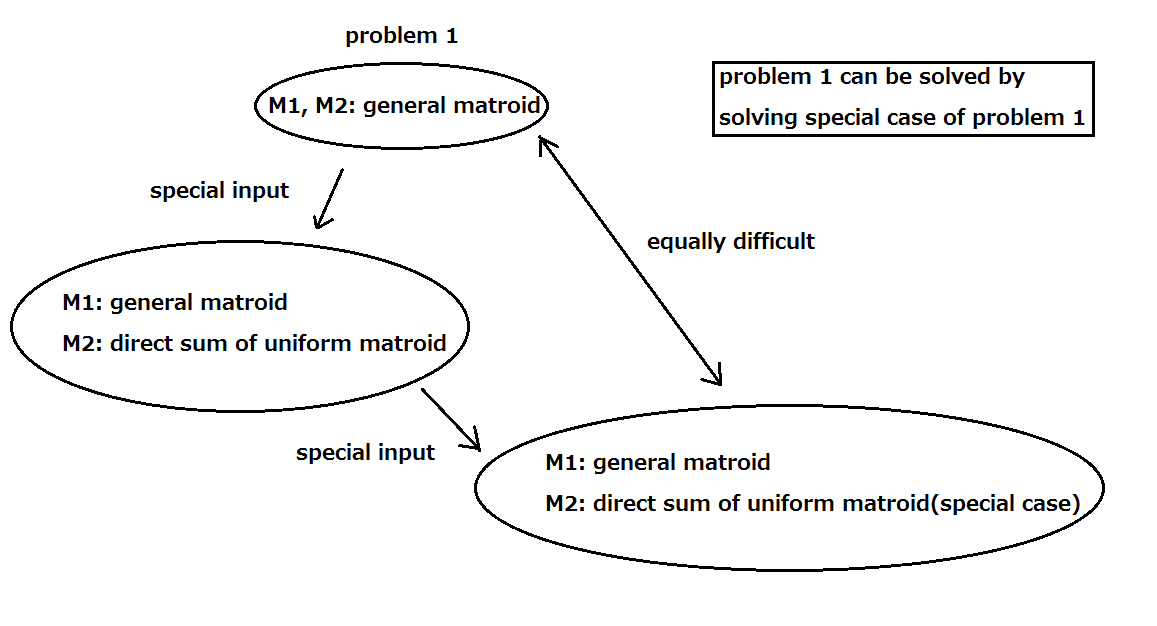 problem 1
M1, M2: general matroid
problem 1 can be solved by
solving special case of problem 1
special input
equally difficult
M1: general matroid
M2: direct sum of uniform matroid
special input
M1: general matroid
M2: direct sum of uniform matroid(special case)